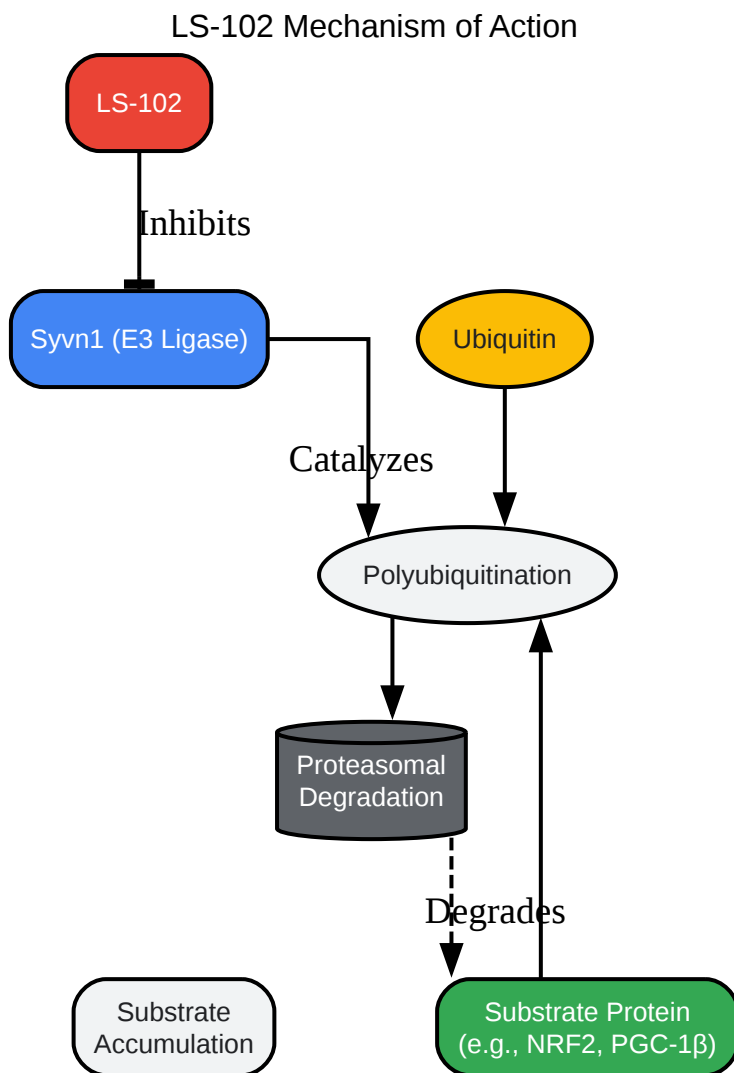 LS-102 Mechanism of Action
LS-102
Inhibits
Syvn1 (E3 Ligase)
Ubiquitin
Catalyzes
Polyubiquitination
Proteasomal
Degradation
Degrades
Substrate
Accumulation
Substrate Protein
(e.g., NRF2, PGC-1β)